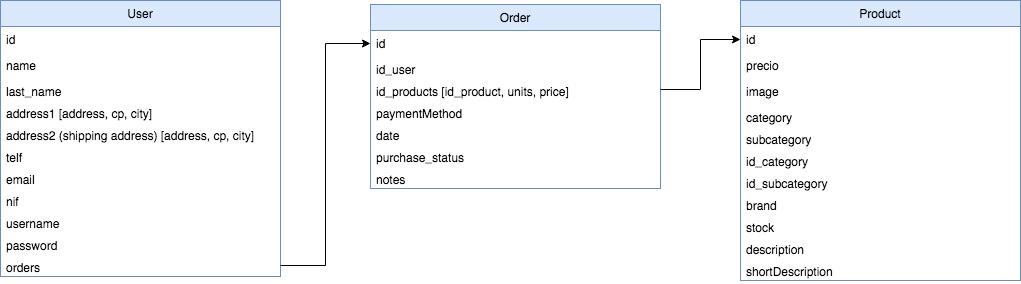 User
id
name
last_name
address1 [address, cp, city]
address2 (shipping address) [address, cp, city]
telf
email
nif
username
password
orders
Order
id
id_user
id_products [id_product, units, price]
paymentMethod
date
purchase_status
notes
Product
id
precio
image
category
subcategory
id_category
id_subcategory
brand
stock
description
shortDescription